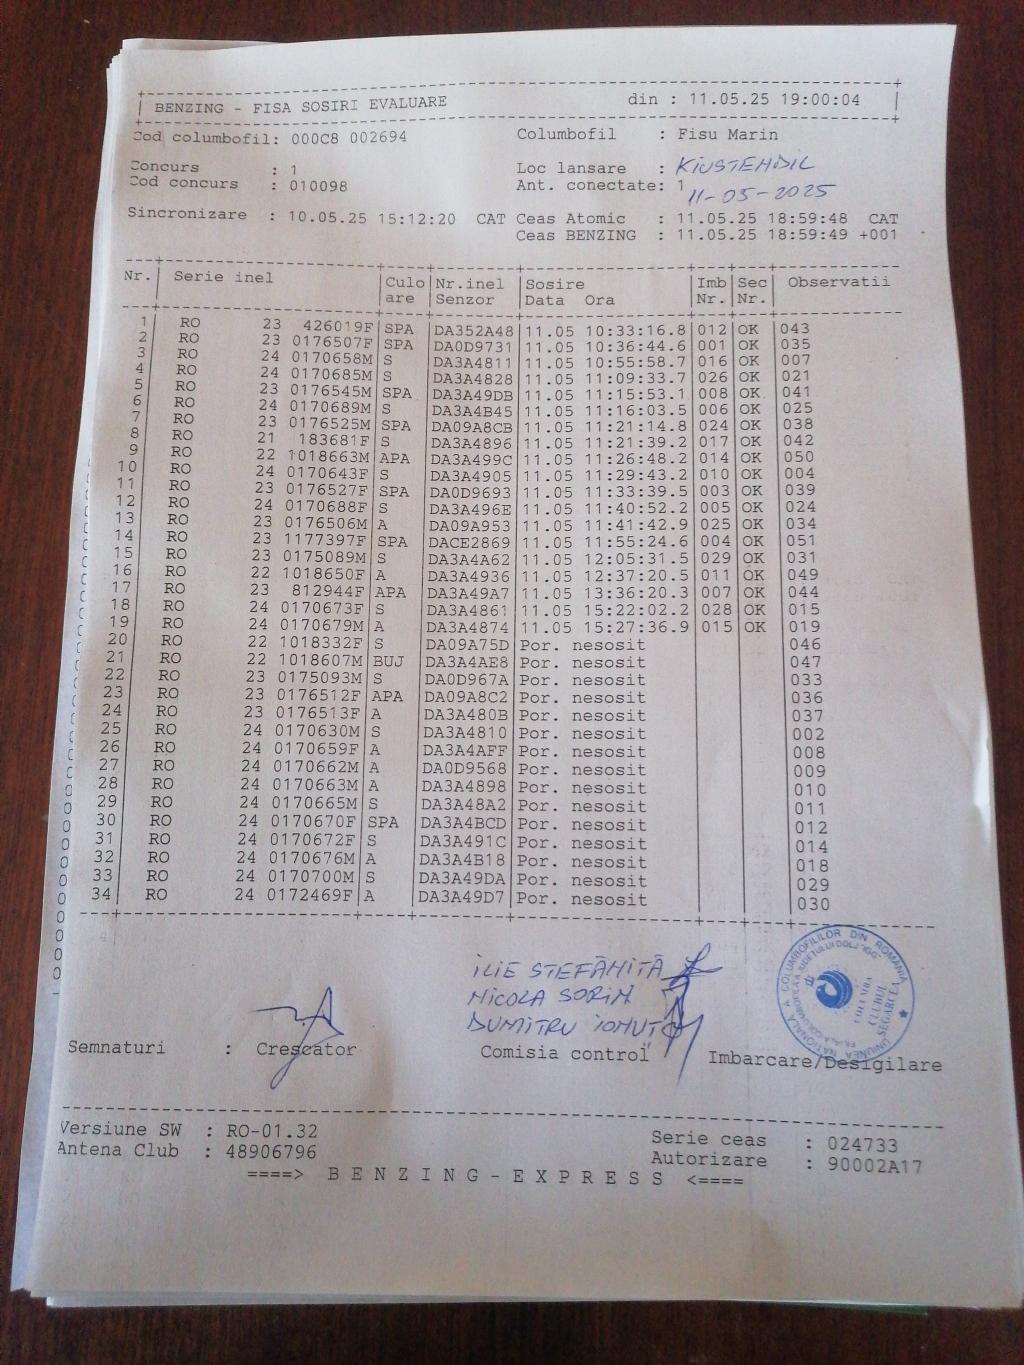 BENZING - FISA SOSIRI EVALUARE din : 11.05.25 19:00:04
Cod columbofil: 000C8 002694 Columbofil : Fisu Marin
Concurs : 1 Loc lansare : KIUSTEHDIL
Cod concurs : 010098 Ant. conectate: 1
11-05-2025
Sincronizare : 10.05.25 15:12:20 CAT Ceas Atomic : 11.05.25 18:59:48 CAT
Ceas BENZING : 11.05.25 18:59:49 +001
Nr. Serie inel Culo Nr.inel Sosire Imb Sec Observatii
are Senzor Data Ora Nr. Nr.
1 RO 23 426019F SPA DA352A48 11.05 10:33:16.8 012 OK 043
2 RO 23 0176507F SPA DA0D9731 11.05 10:36:44.6 001 OK 035
3 RO 24 0170658M S DA3A4811 11.05 10:55:58.7 016 OK 007
4 RO 24 0170685M S DA3A4828 11.05 11:09:33.7 026 OK 021
5 RO 23 0176545M SPA DA3A49DB 11.05 11:15:53.1 008 OK 041
6 RO 24 0170689M S DA3A4B45 11.05 11:16:03.5 006 OK 025
7 RO 23 0176525M SPA DA09A8CB 11.05 11:21:14.8 024 OK 038
8 RO 21 183681F S DA3A4896 11.05 11:21:39.2 017 OK 042
9 RO 22 1018663M APA DA3A499C 11.05 11:26:48.2 014 OK 050
10 RO 24 0170643F S DA3A4905 11.05 11:29:43.2 010 OK 004
11 RO 23 0176527F SPA DA0D9693 11.05 11:33:39.5 003 OK 039
12 RO 24 0170688F S DA3A496E 11.05 11:40:52.2 005 OK 024
13 RO 23 0176506M A DA09A953 11.05 11:41:42.9 025 OK 034
14 RO 23 1177397F SPA DACE2869 11.05 11:55:24.6 004 OK 051
15 RO 23 0175089M S DA3A4A62 11.05 12:05:31.5 029 OK 031
16 RO 22 1018650F A DA3A4936 11.05 12:37:20.5 011 OK 049
17 RO 23 812944F APA DA3A49A7 11.05 13:36:20.3 007 OK 044
18 RO 24 0170673F S DA3A4861 11.05 15:22:02.2 028 OK 015
19 RO 24 0170679M A DA3A4874 11.05 15:27:36.9 015 OK 019
20 RO 22 1018332F S DA09A75D Por. nesosit 046
21 RO 22 1018607M BUJ DA3A4AE8 Por. nesosit 047
22 RO 23 0175093M S DA0D967A Por. nesosit 033
23 RO 23 0176512F APA DA09A8C2 Por. nesosit 036
24 RO 23 0176513F A DA3A480B Por. nesosit 037
25 RO 24 0170630M S DA3A4810 Por. nesosit 002
26 RO 24 0170659F A DA3A4AFF Por. nesosit 008
27 RO 24 0170662M A DA0D9568 Por. nesosit 009
28 RO 24 0170663M A DA3A4898 Por. nesosit 010
29 RO 24 0170665M S DA3A48A2 Por. nesosit 011
30 RO 24 0170670F SPA DA3A4BCD Por. nesosit 012
31 RO 24 0170672F S DA3A491C Por. nesosit 014
32 RO 24 0170676M A DA3A4B18 Por. nesosit 018
33 RO 24 0170700M S DA3A49DA Por. nesosit 029
34 RO 24 0172469F A DA3A49D7 Por. nesosit 030
ILIE STEFĂNIȚĂ
NICOLA SORIN
DUMITRU IONUȚ
UNIUNEA NATIONALA A COLUMBOFILILOR DIN ROMANIA
COLUMBA
CLUBUL
SEGARCEA
Semnaturi : Crescator Comisia control Imbarcare/Desigilare
Versiune SW : RO-01.32 Serie ceas : 024733
Antena Club : 48906796 Autorizare : 90002A17
====> B E N Z I N G - E X P R E S S <====